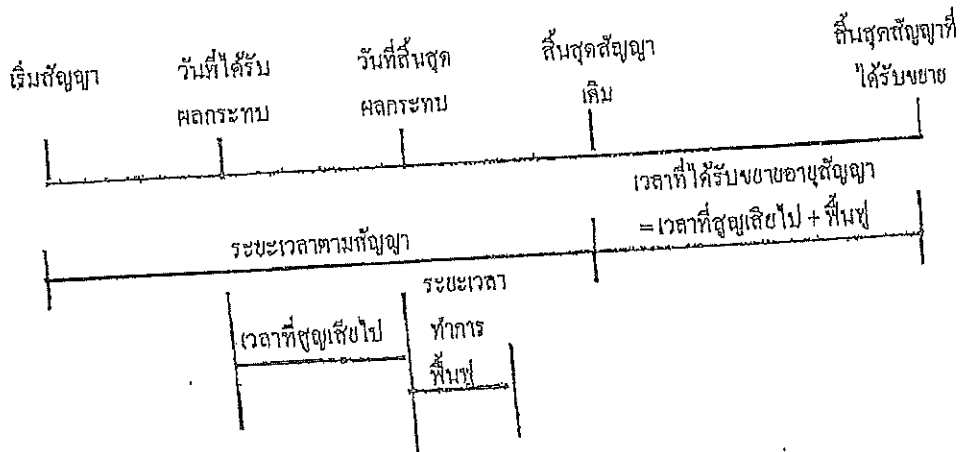 เริ่มสัญญา
วันที่ได้รับ
ผลกระทบ
วันที่สิ้นสุด
ผลกระทบ
สิ้นสุดสัญญา
เดิม
สิ้นสุดสัญญาที่
ได้รับขยาย
เวลาที่ได้รับขยายอายุสัญญา
=เวลาที่สูญเสียไป + ฟื้นฟู
ระยะเวลาตามสัญญา
เวลาที่สูญเสียไป
ระยะเวลา
ทำการ
ฟื้นฟู